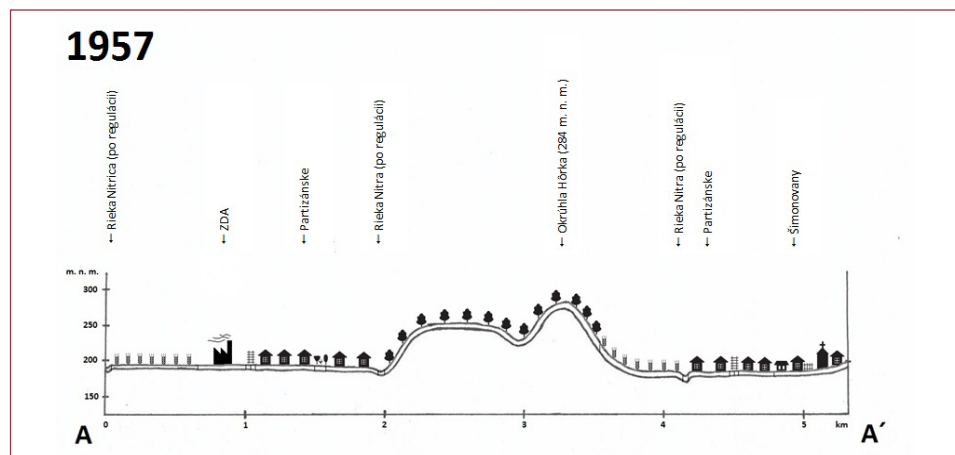 1957
← Rieka Nitrica (po regulácii)
← ZDA
← Partizánske
← Rieka Nitra (po regulácii)
← Okrúhla Hôrka (284 m. n. m.)
← Rieka Nitra (po regulácii)
← Partizánske
← Šimonovany
m. n. m.
300
250
200
150
0 1 2 3 4 5 km
A A´